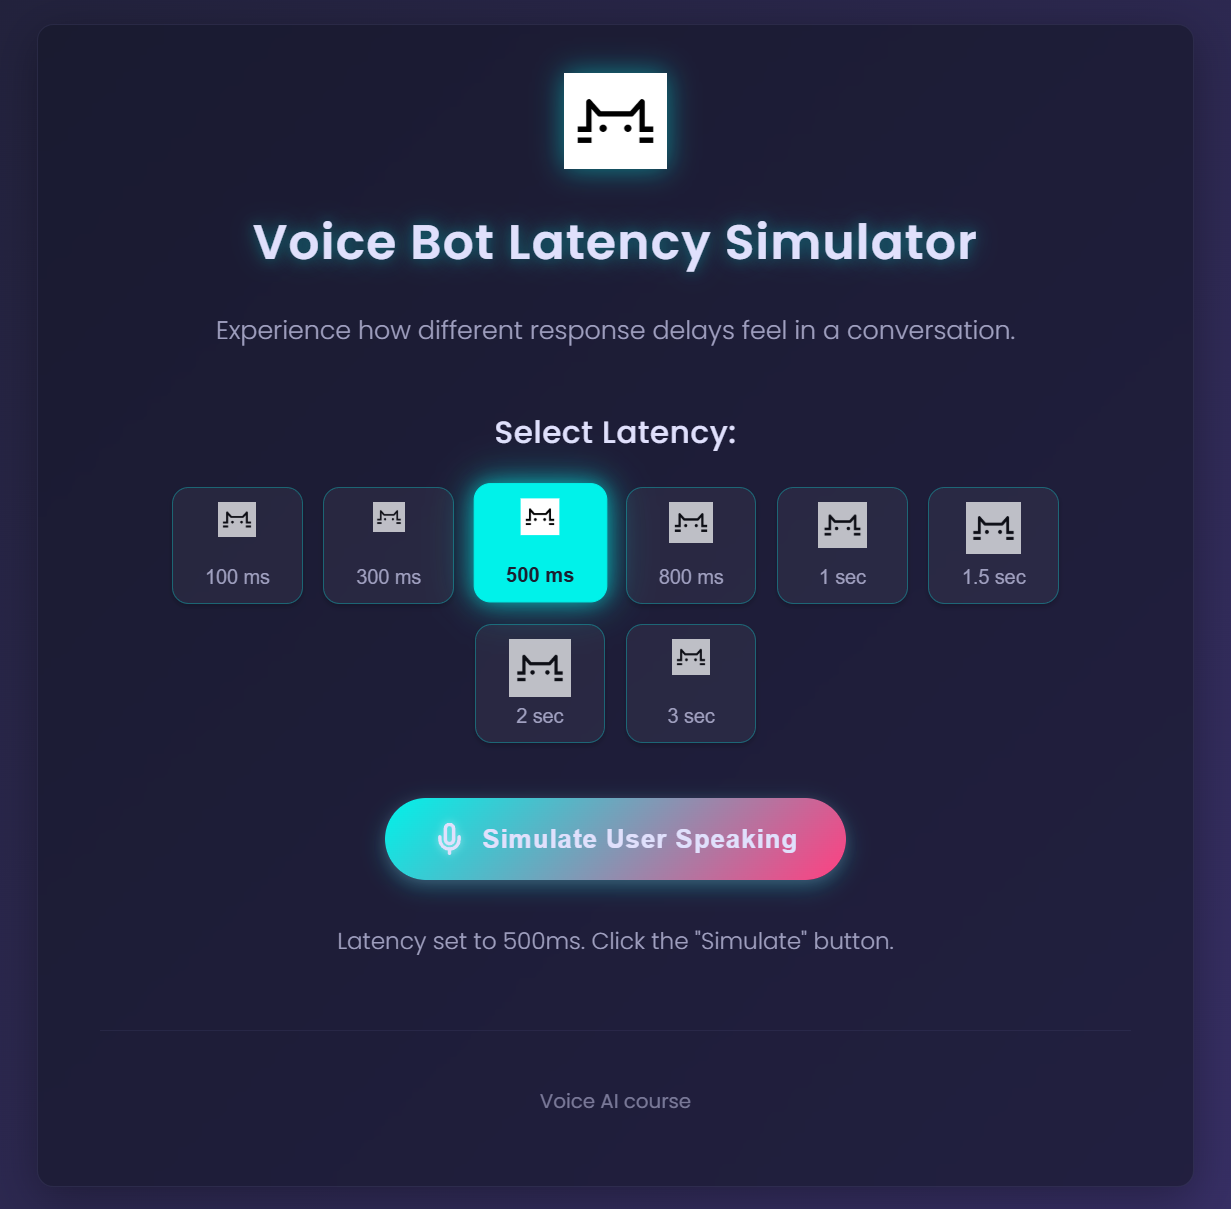 Voice Bot Latency Simulator
Experience how different response delays feel in a conversation.
Select Latency:
100 ms
300 ms
500 ms
800 ms
1 sec
1.5 sec
2 sec
3 sec
Simulate User Speaking
Latency set to 500ms. Click the "Simulate" button.
Voice AI course